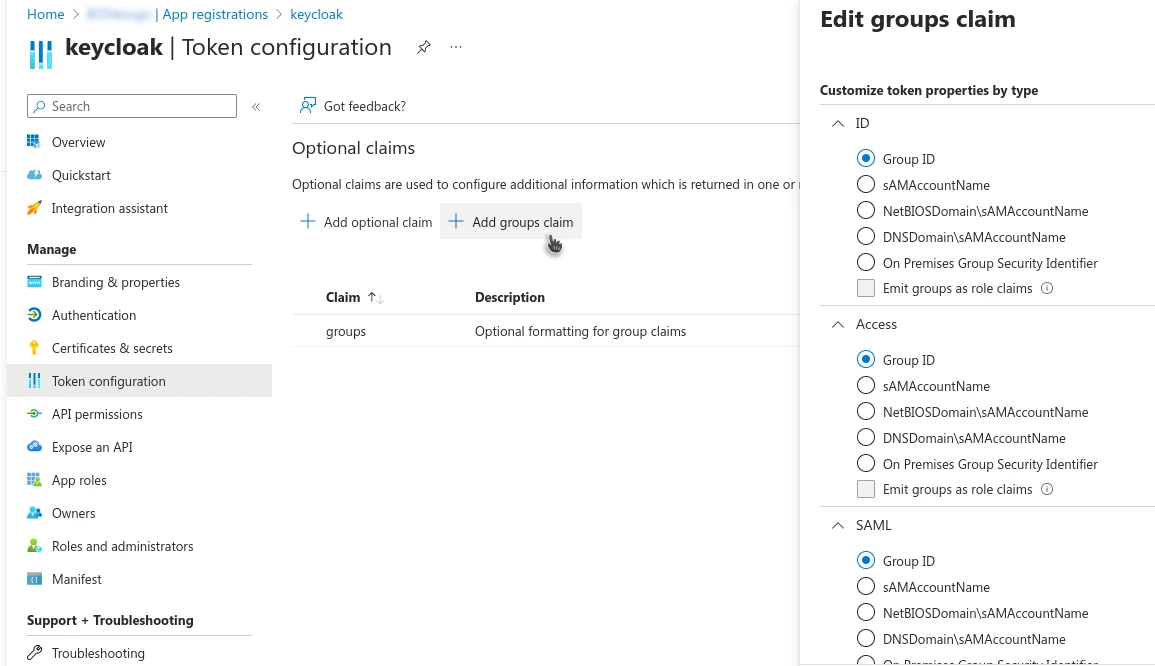 Home > | App registrations > keycloak
keycloak | Token configuration
Search
Overview
Quickstart
Integration assistant
Manage
Branding & properties
Authentication
Certificates & secrets
Token configuration
API permissions
Expose an API
App roles
Owners
Roles and administrators
Manifest
Support + Troubleshooting
Troubleshooting
Got feedback?
Optional claims
Optional claims are used to configure additional information which is returned in one or
Add optional claim
Add groups claim
Claim Description
groups Optional formatting for group claims
Edit groups claim
Customize token properties by type
ID
Group ID
sAMAccountName
NetBIOSDomain\sAMAccountName
DNSDomain\sAMAccountName
On Premises Group Security Identifier
Emit groups as role claims
Access
Group ID
sAMAccountName
NetBIOSDomain\sAMAccountName
DNSDomain\sAMAccountName
On Premises Group Security Identifier
Emit groups as role claims
SAML
Group ID
sAMAccountName
NetBIOSDomain\sAMAccountName
DNSDomain\sAMAccountName
On Premises Group Security Identifier